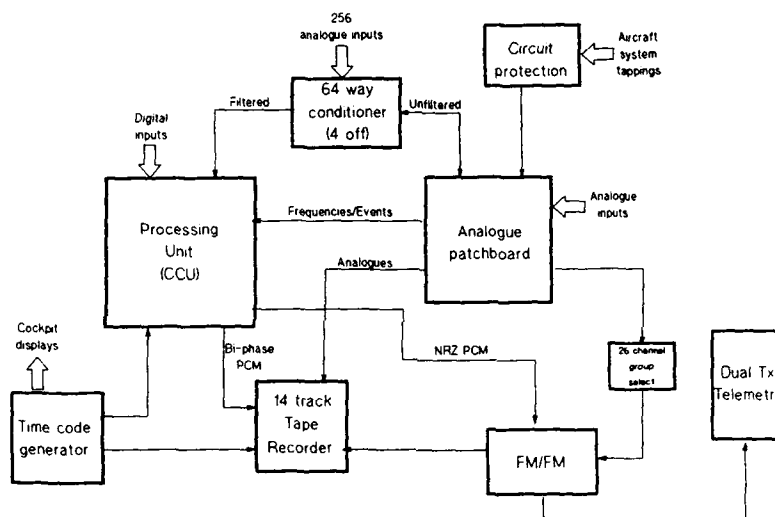 256
analogue inputs
Circuit
protection
Aircraft
system
tappings
64 way
conditioner
(4 off)
Filtered
Unfiltered
Digital
inputs
Processing
Unit
(CCU)
Frequencies/Events
Analogue
patchboard
Analogue
inputs
Analogues
Cockpit
displays
Bi-phase
PCM
NRZ PCM
26 channel
group
select
Dual Tx
Telemetr
Time code
generator
14 track
Tape
Recorder
FM/FM